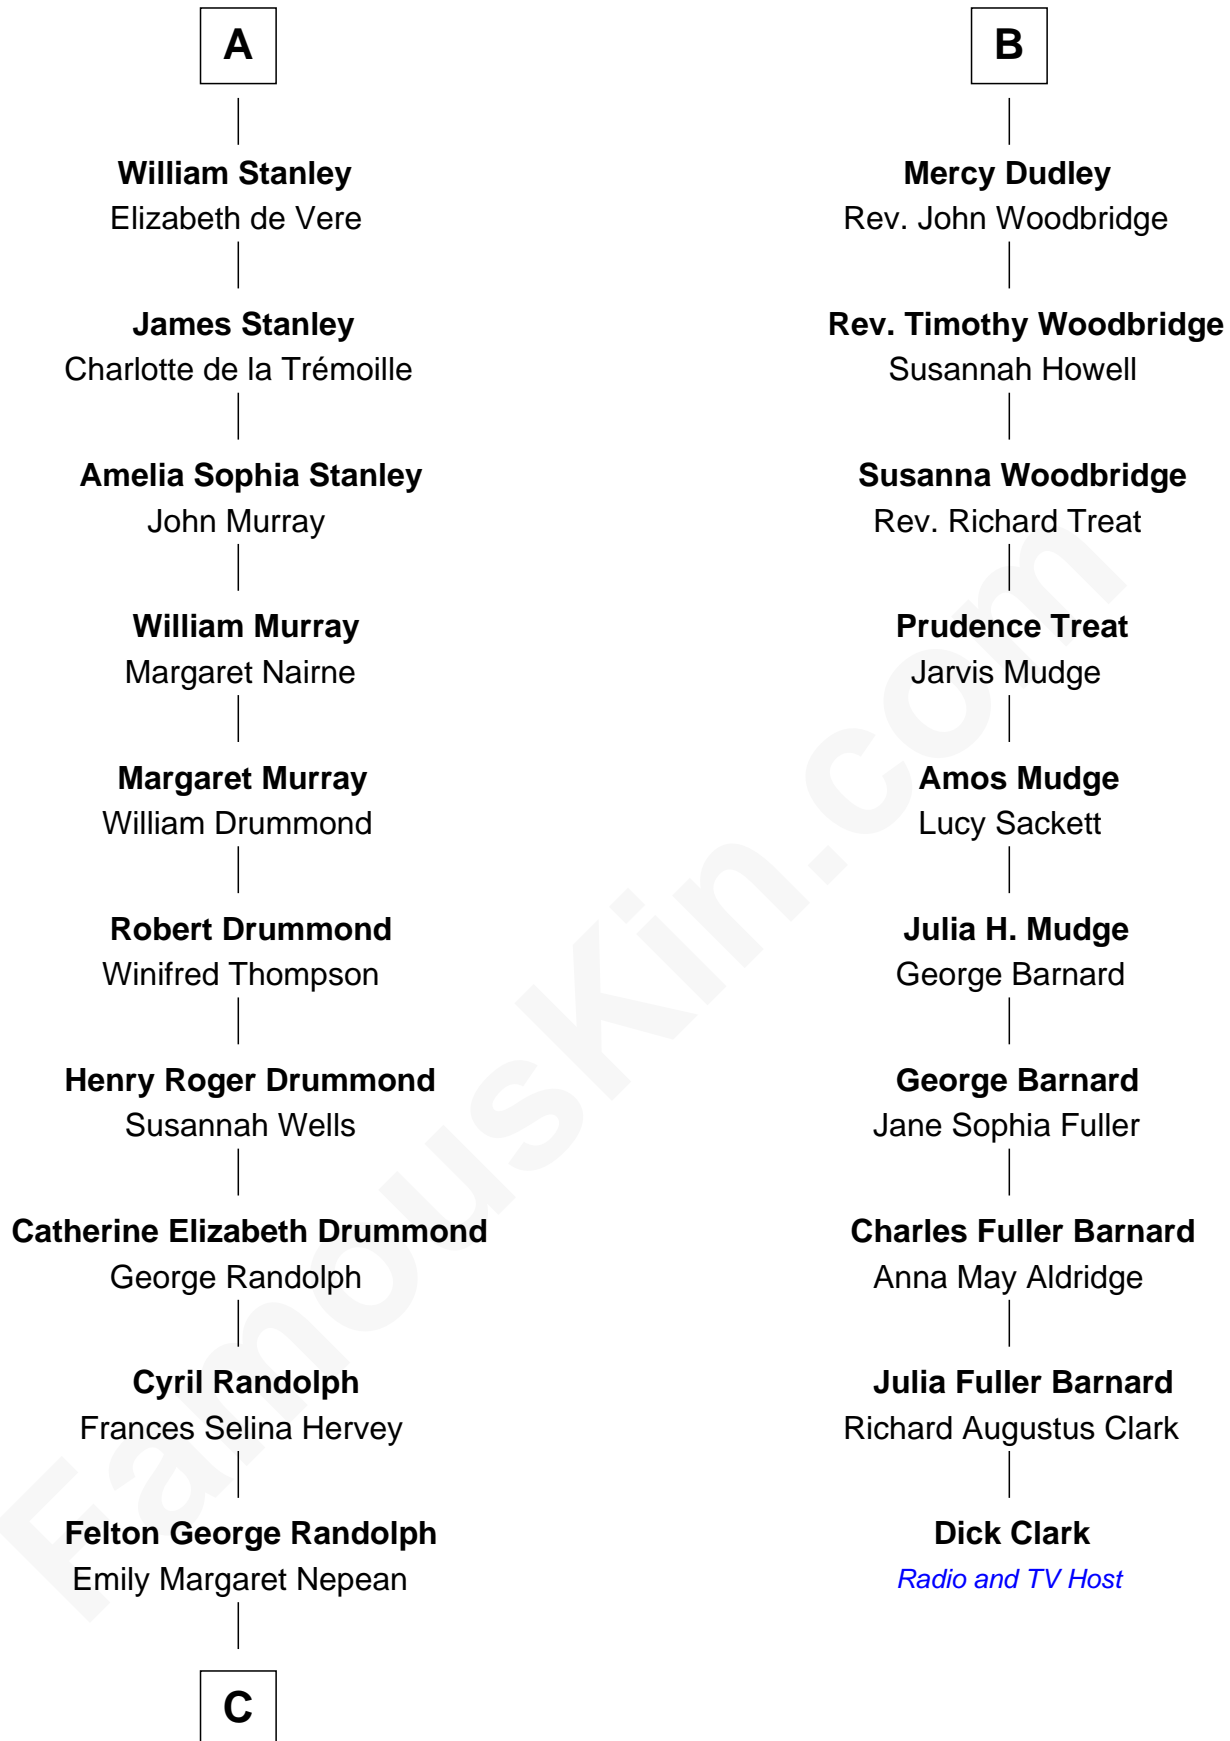 A
William Stanley
Elizabeth de Vere
James Stanley
Charlotte de la Trémoille
Amelia Sophia Stanley
John Murray
William Murray
Margaret Nairne
Margaret Murray
William Drummond
Robert Drummond
Winifred Thompson
Henry Roger Drummond
Susannah Wells
Catherine Elizabeth Drummond
George Randolph
Cyril Randolph
Frances Selina Hervey
Felton George Randolph
Emily Margaret Nepean
C
B
Mercy Dudley
Rev. John Woodbridge
Rev. Timothy Woodbridge
Susannah Howell
Susanna Woodbridge
Rev. Richard Treat
Prudence Treat
Jarvis Mudge
Amos Mudge
Lucy Sackett
Julia H. Mudge
George Barnard
George Barnard
Jane Sophia Fuller
Charles Fuller Barnard
Anna May Aldridge
Julia Fuller Barnard
Richard Augustus Clark
Dick Clark
Radio and TV Host
FamousKin.com